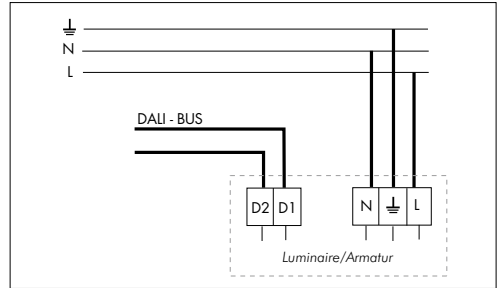 N
L
DALI - BUS
D2 D1
N L
Luminaire/Armatur